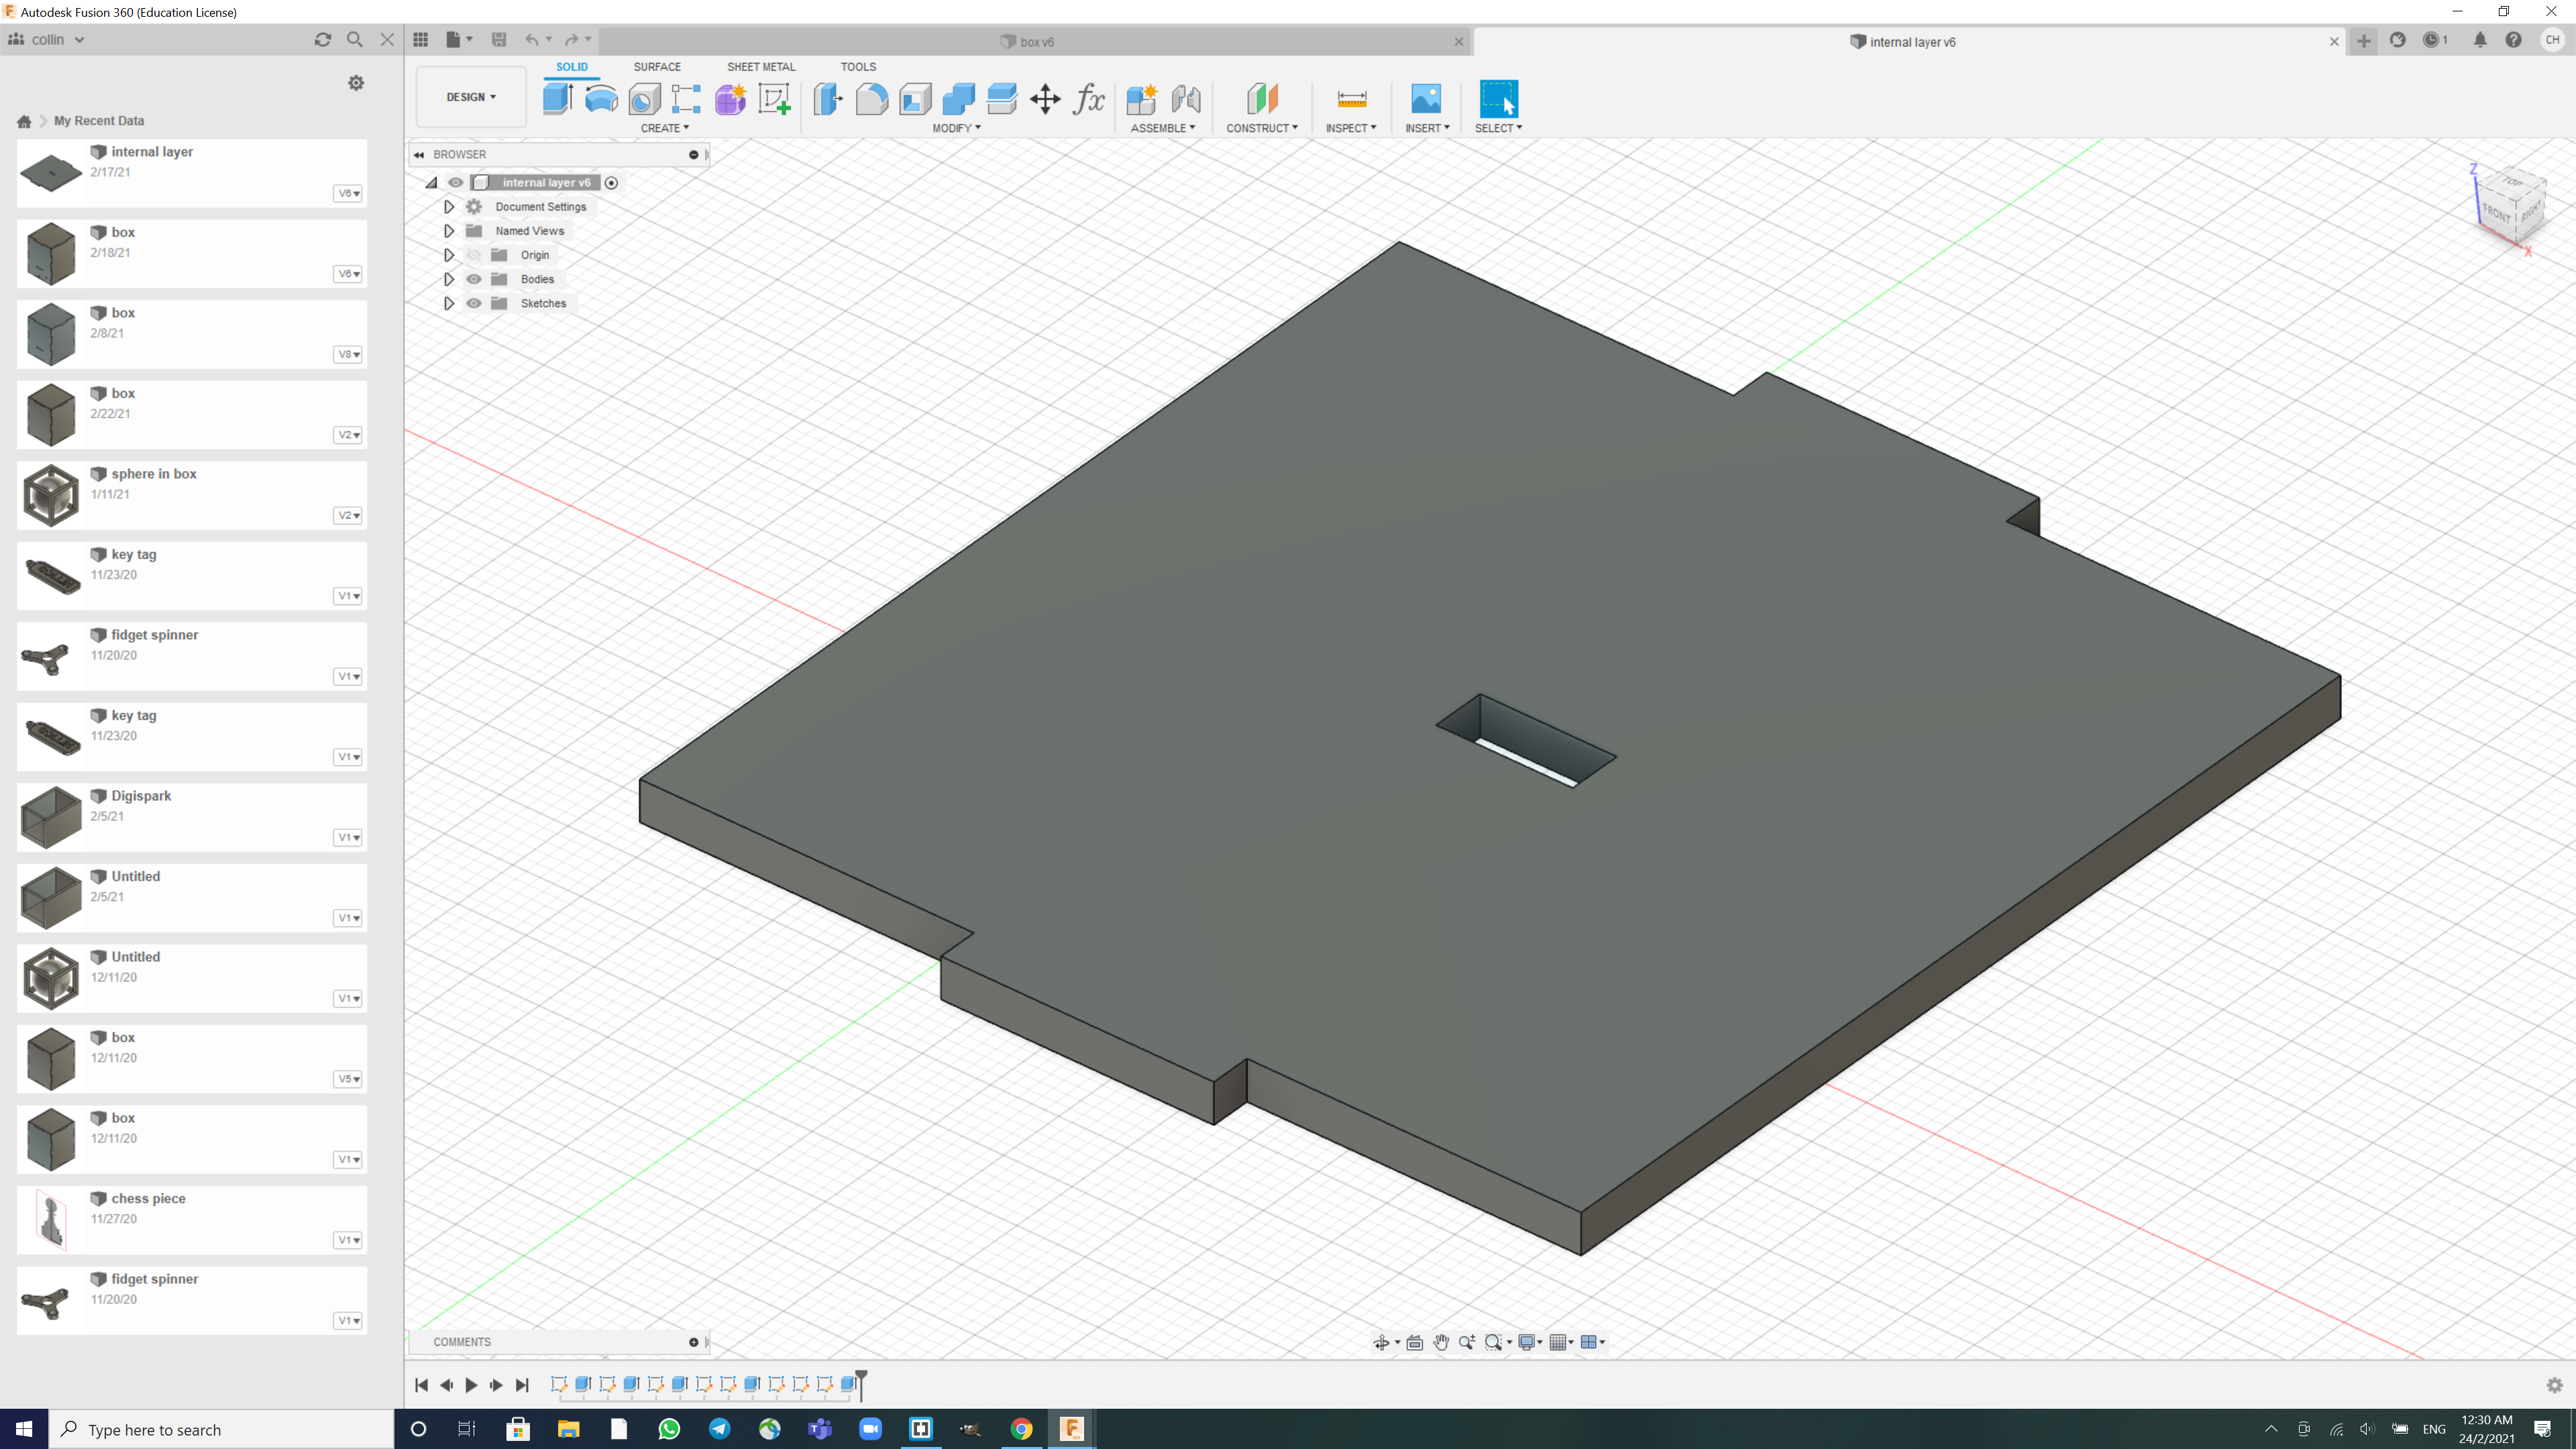 Autodesk Fusion 360 (Education License)
collin
box v6
internal layer v6
1
CH
DESIGN
SOLID
SURFACE
SHEET METAL
TOOLS
CREATE
MODIFY
ASSEMBLE
CONSTRUCT
INSPECT
INSERT
SELECT
My Recent Data
internal layer
2/17/21
V6
box
2/18/21
V6
box
2/8/21
V8
box
2/22/21
V2
sphere in box
1/11/21
V2
key tag
11/23/20
V1
fidget spinner
11/20/20
V1
key tag
11/23/20
V1
Digispark
2/5/21
V1
Untitled
2/5/21
V1
Untitled
12/11/20
V1
box
12/11/20
V5
box
12/11/20
V1
chess piece
11/27/20
V1
fidget spinner
11/20/20
V1
BROWSER
internal layer v6
Document Settings
Named Views
Origin
Bodies
Sketches
Z
TOP
FRONT
RIGHT
X
COMMENTS
Type here to search
ENG
12:30 AM
24/2/2021